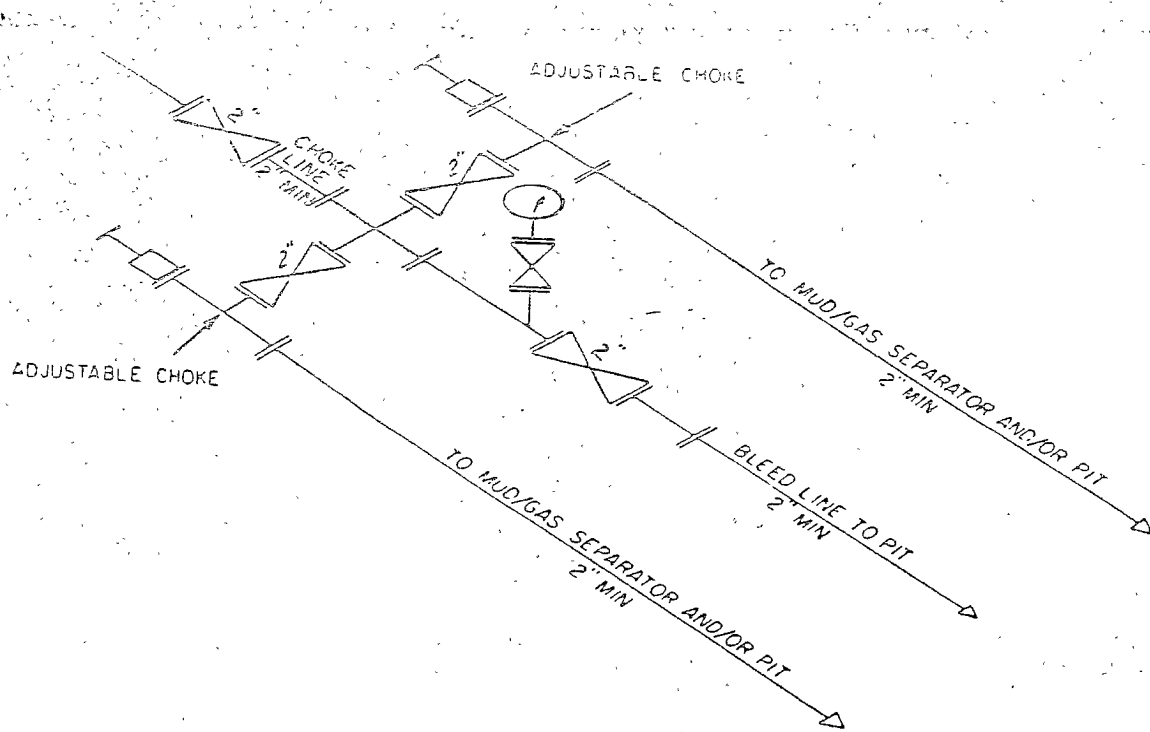 ADJUSTABLE CHOKE
2"
CHOKE
LINE
2" MIN
2"
P
2"
ADJUSTABLE CHOKE
2"
TO MUD/GAS SEPARATOR AND/OR PIT
2" MIN
BLEED LINE TO PIT
2" MIN
TO MUD/GAS SEPARATOR AND/OR PIT
2" MIN